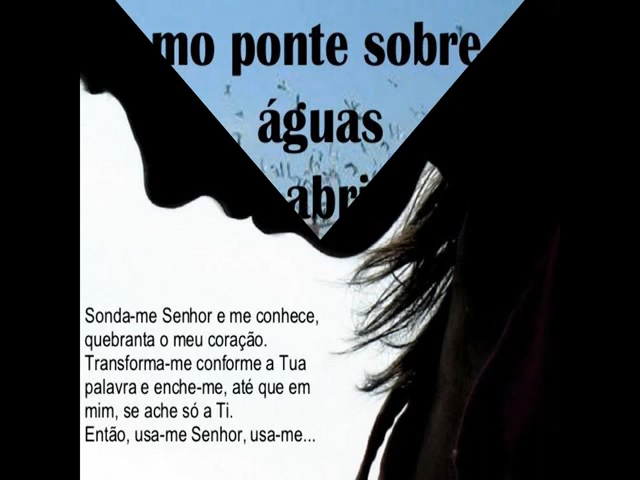 mo ponte sobre
águas
abri
Sonda-me Senhor e me conhece,
quebranta o meu coração.
Transforma-me conforme a Tua
palavra e enche-me, até que em
mim, se ache só a Ti.
Então, usa-me Senhor, usa-me...